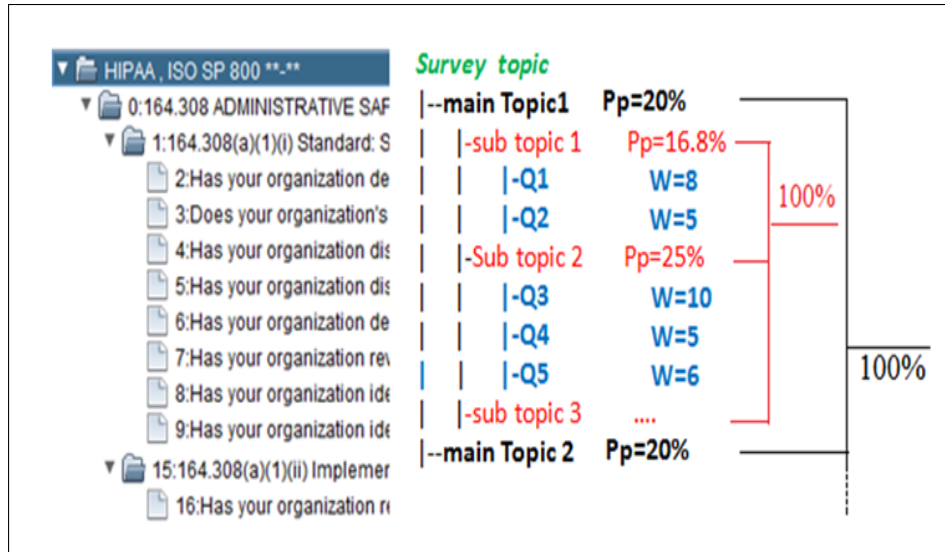 HIPAA , ISO SP 800 **-**
0:164.308 ADMINISTRATIVE SAF
1:164.308(a)(1)(i) Standard: S
2:Has your organization de
3:Does your organization's
4:Has your organization dis
5:Has your organization dis
6:Has your organization de
7:Has your organization rev
8:Has your organization ide
9:Has your organization ide
15:164.308(a)(1)(ii) Implemer
16:Has your organization re
Survey topic
|--main Topic1 Pp=20%
| |-sub topic 1 Pp=16.8%
| | |-Q1 W=8
| | |-Q2 W=5
| |-Sub topic 2 Pp=25%
| | |-Q3 W=10
| | |-Q4 W=5
| | |-Q5 W=6
| |-sub topic 3 ....
|--main Topic 2 Pp=20%
100%
100%